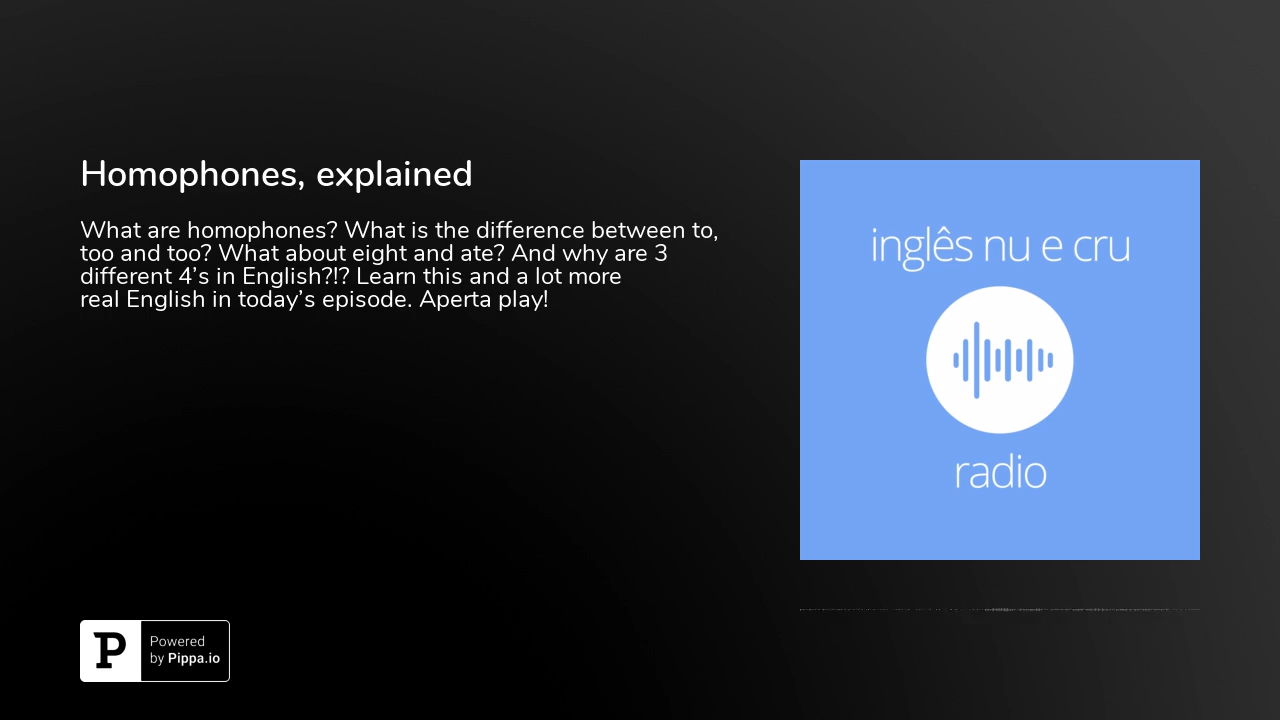 Homophones, explained
What are homophones? What is the difference between to,
too and too? What about eight and ate? And why are 3
different 4’s in English?!? Learn this and a lot more
real English in today’s episode. Aperta play!
inglês nu e cru
radio
P
Powered
by Pippa.io